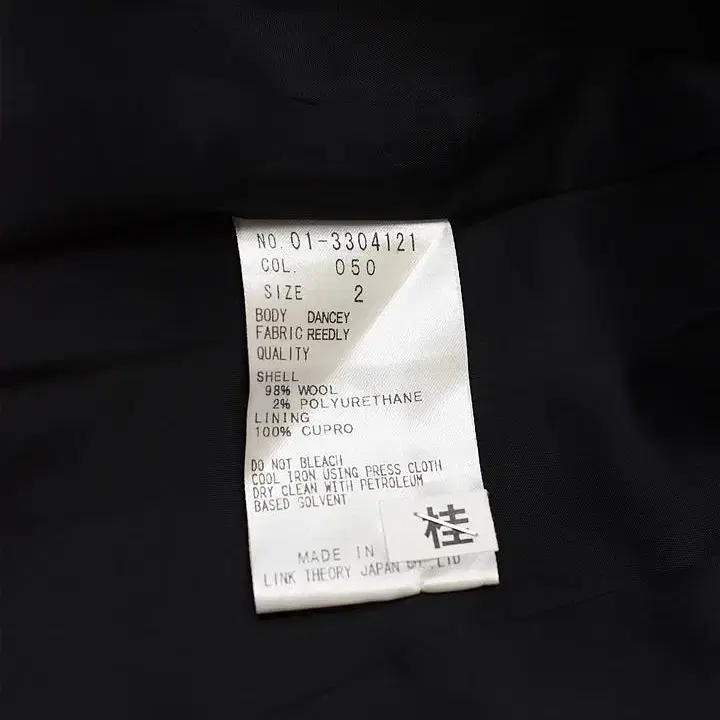 NO. 01-3304121
COL. 050
SIZE 2
BODY DANCEY
FABRIC REEDLY
QUALITY
SHELL
98% WOOL
2% POLYURETHANE
LINING
100% CUPRO
DO NOT BLEACH
COOL IRON USING PRESS CLOTH
DRY CLEAN WITH PETROLEUM
BASED SOLVENT
桂
MADE IN
LINK THEORY JAPAN CO.,LTD